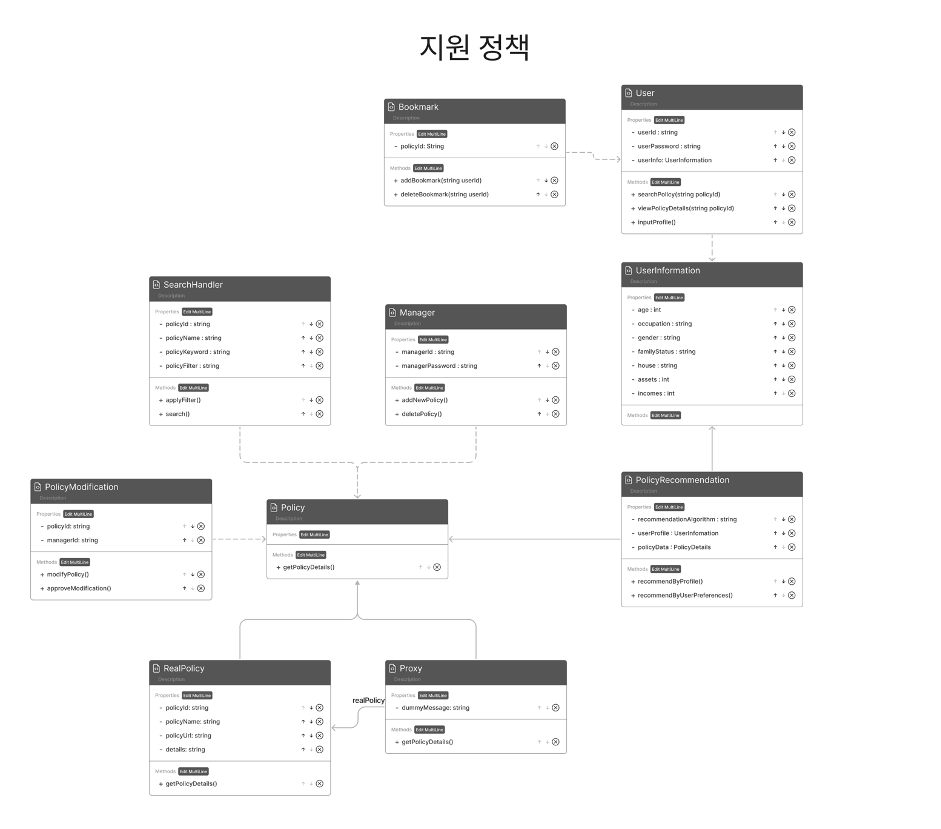 지원 정책
Bookmark
Description
Properties Edit MultiLine
- policyId: String
Methods Edit MultiLine
+ addBookmark(string userId)
+ deleteBookmark(string userId)
User
Description
Properties Edit MultiLine
- userId : string
- userPassword : string
- userInfo: UserInformation
Methods Edit MultiLine
+ searchPolicy(string policyId)
+ viewPolicyDetails(string policyId)
+ inputProfile()
SearchHandler
Description
Properties Edit MultiLine
- policyId : string
- policyName : string
- policyKeyword : string
- policyFilter : string
Methods Edit MultiLine
+ applyFilter()
+ search()
Manager
Description
Properties Edit MultiLine
- managerId : string
- managerPassword : string
Methods Edit MultiLine
+ addNewPolicy()
+ deletePolicy()
UserInformation
Description
Properties Edit MultiLine
- age : int
- occupation : string
- gender : string
- familyStatus : string
- house : string
- assets : int
- incomes : int
Methods Edit MultiLine
PolicyModification
Description
Properties Edit MultiLine
- policyId: string
- managerId: string
Methods Edit MultiLine
+ modifyPolicy()
+ approveModification()
Policy
Description
Properties Edit MultiLine
Methods Edit MultiLine
+ getPolicyDetails()
PolicyRecommendation
Description
Properties Edit MultiLine
- recommendationAlgorithm : string
- userProfile : UserInfomation
- policyData : PolicyDetails
Methods Edit MultiLine
+ recommendByProfile()
+ recommendByUserPreferences()
RealPolicy
Description
Properties Edit MultiLine
- policyId: string
- policyName: string
- policyUrl: string
- details: string
Methods Edit MultiLine
+ getPolicyDetails()
realPolicy
Proxy
Description
Properties Edit MultiLine
- dummyMessage: string
Methods Edit MultiLine
+ getPolicyDetails()